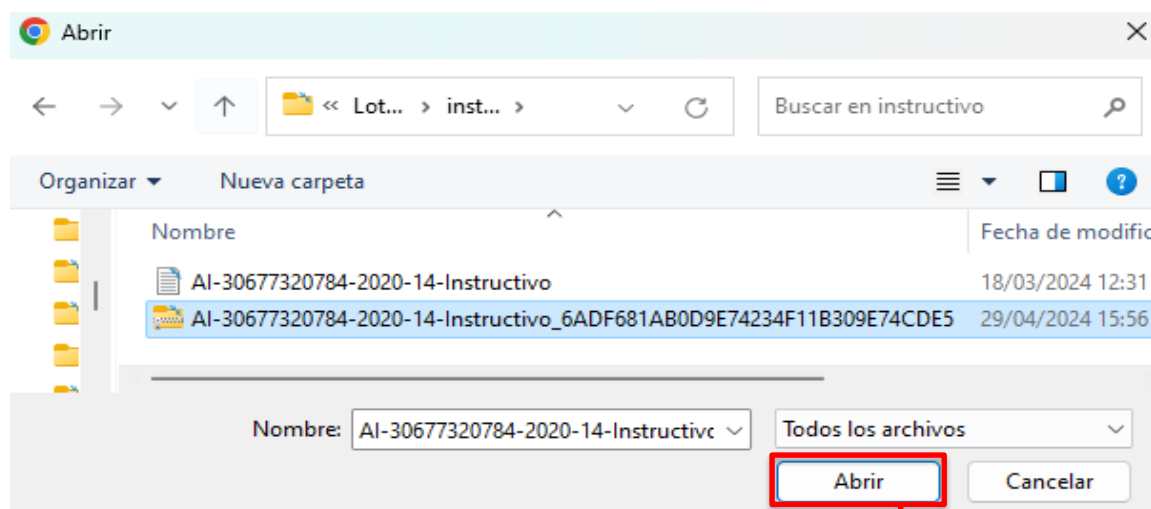 Abrir
« Lot... › inst... › Buscar en instructivo
Organizar Nueva carpeta ?
Nombre Fecha de modific
AI-30677320784-2020-14-Instructivo 18/03/2024 12:31
AI-30677320784-2020-14-Instructivo_6ADF681AB0D9E74234F11B309E74CDE5 29/04/2024 15:56
Nombre: AI-30677320784-2020-14-Instructivc Todos los archivos
Abrir Cancelar